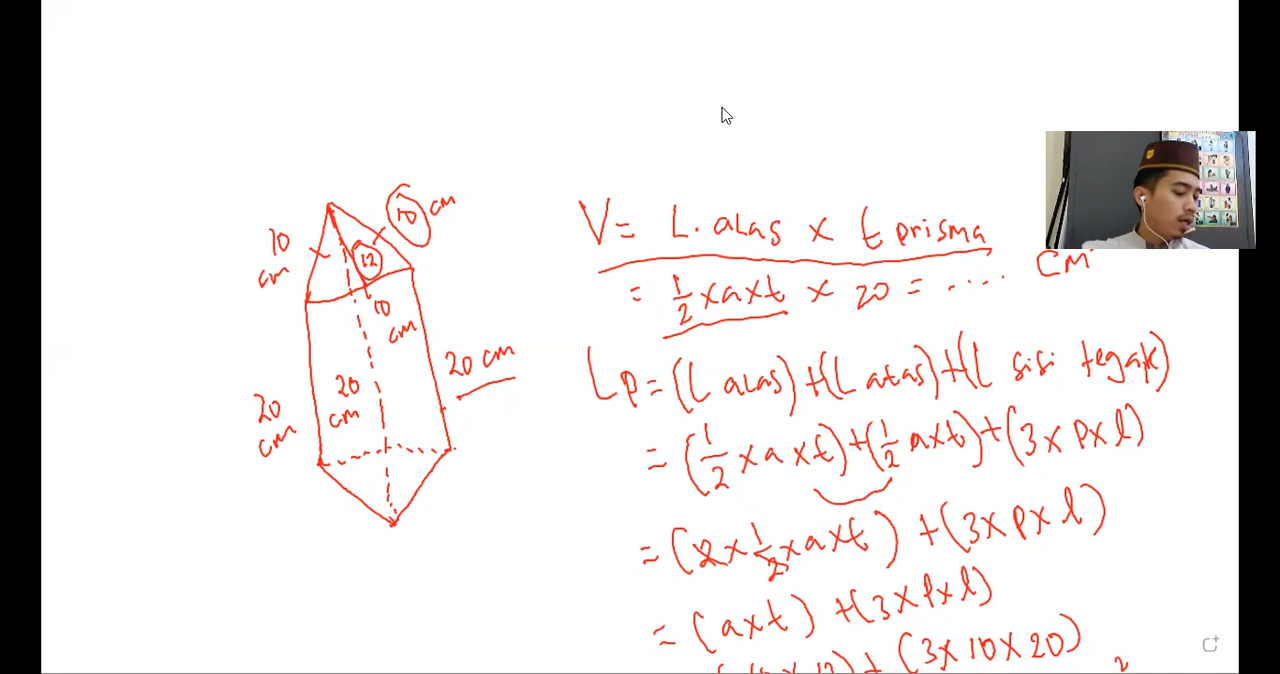 10 cm
10 cm
12
10 cm
20 cm
20 cm
20 cm
V = L. alas x t prisma
= 1/2 x a x t x 20 = .... cm
Lp = (L alas) + (L atas) + (L sisi tegak)
= (1/2 x a x t) + (1/2 a x t) + (3 x p x l)
= (2 x 1/2 x a x t) + (3 x p x l)
= (a x t) + (3 x p x l)
(3 x 10 x 20)